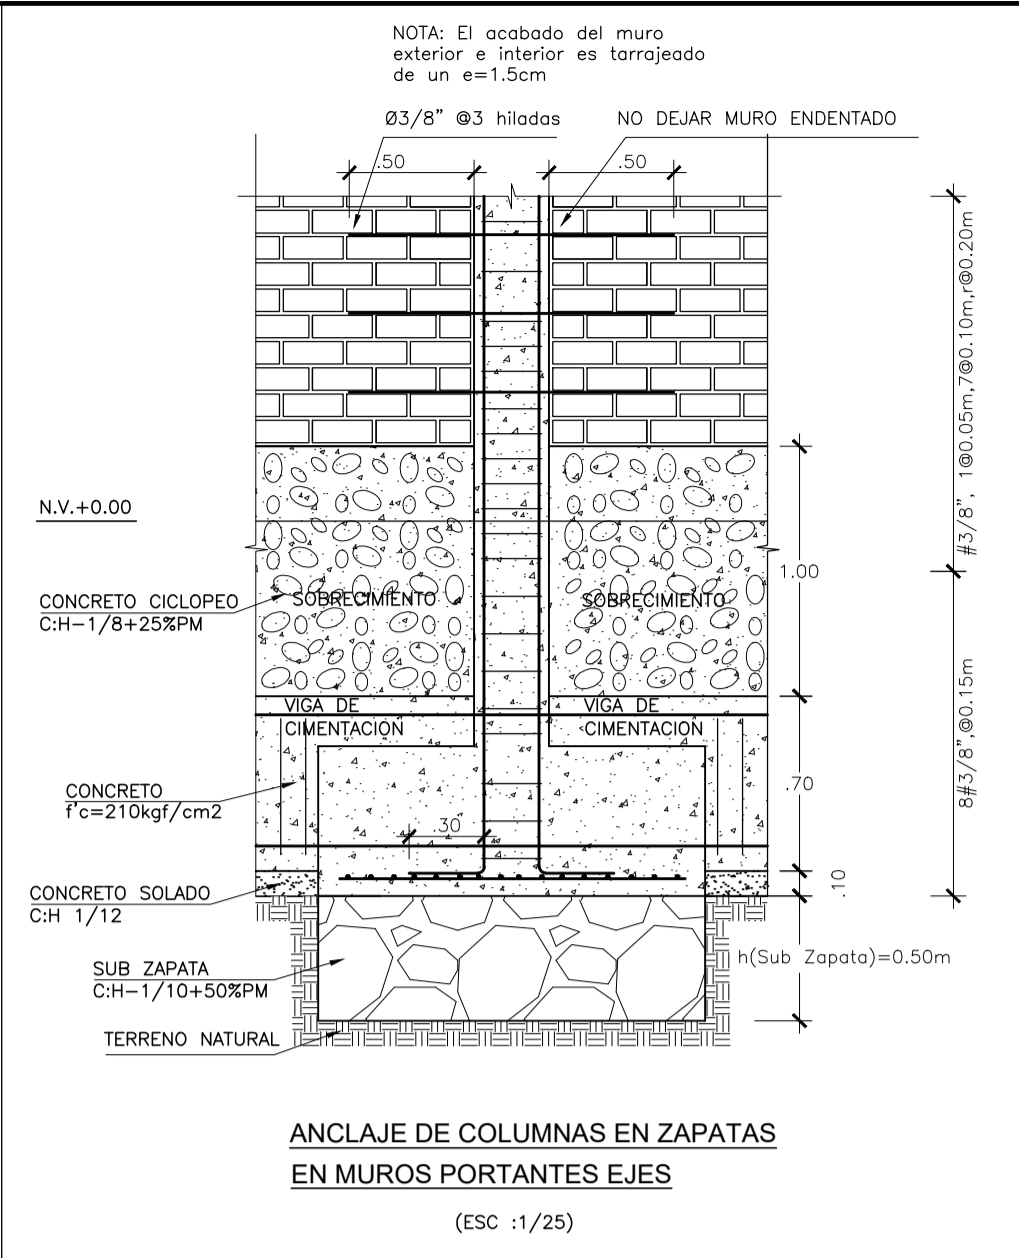 NOTA: El acabado del muro
exterior e interior es tarrajeado
de un e=1.5cm
Ø3/8" @3 hiladas
NO DEJAR MURO ENDENTADO
.50
.50
#3/8", 1@0.05m,7@0.10m,r@0.20m
N.V.+0.00
1.00
CONCRETO CICLOPEO
C:H-1/8+25%PM
SOBRECIMIENTO
SOBRECIMIENTO
8#3/8",@0.15m
VIGA DE
CIMENTACION
VIGA DE
CIMENTACION
CONCRETO
f'c=210kgf/cm2
.70
.30
.10
CONCRETO SOLADO
C:H 1/12
h(Sub Zapata)=0.50m
SUB ZAPATA
C:H-1/10+50%PM
TERRENO NATURAL
ANCLAJE DE COLUMNAS EN ZAPATAS
EN MUROS PORTANTES EJES
(ESC :1/25)